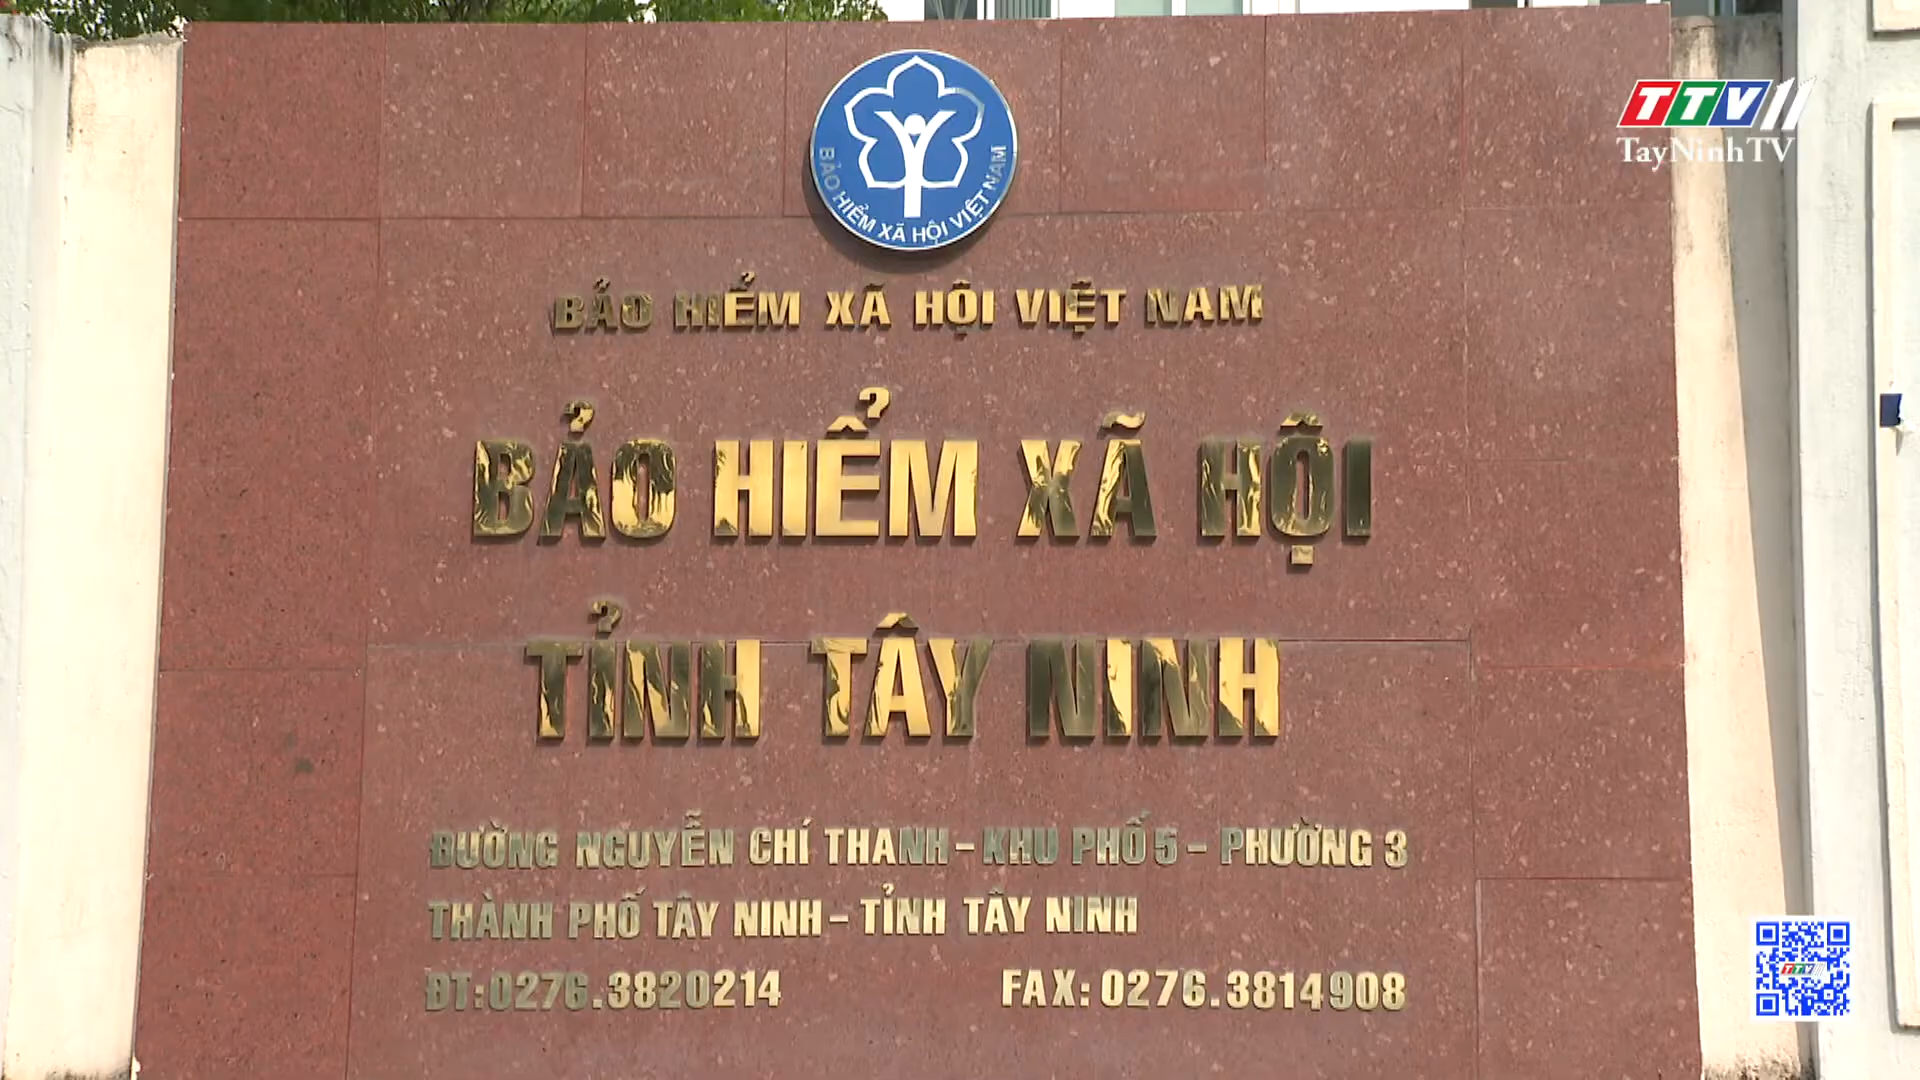 TTV11
TayNinhTV
BẢO HIỂM XÃ HỘI VIỆT NAM
BẢO HIỂM XÃ HỘI VIỆT NAM
BẢO HIỂM XÃ HỘI
TỈNH TÂY NINH
ĐƯỜNG NGUYỄN CHÍ THANH - KHU PHỐ 5 - PHƯỜNG 3
THÀNH PHỐ TÂY NINH - TỈNH TÂY NINH
ĐT: 0276.3820214 FAX: 0276.3814908
TTV11